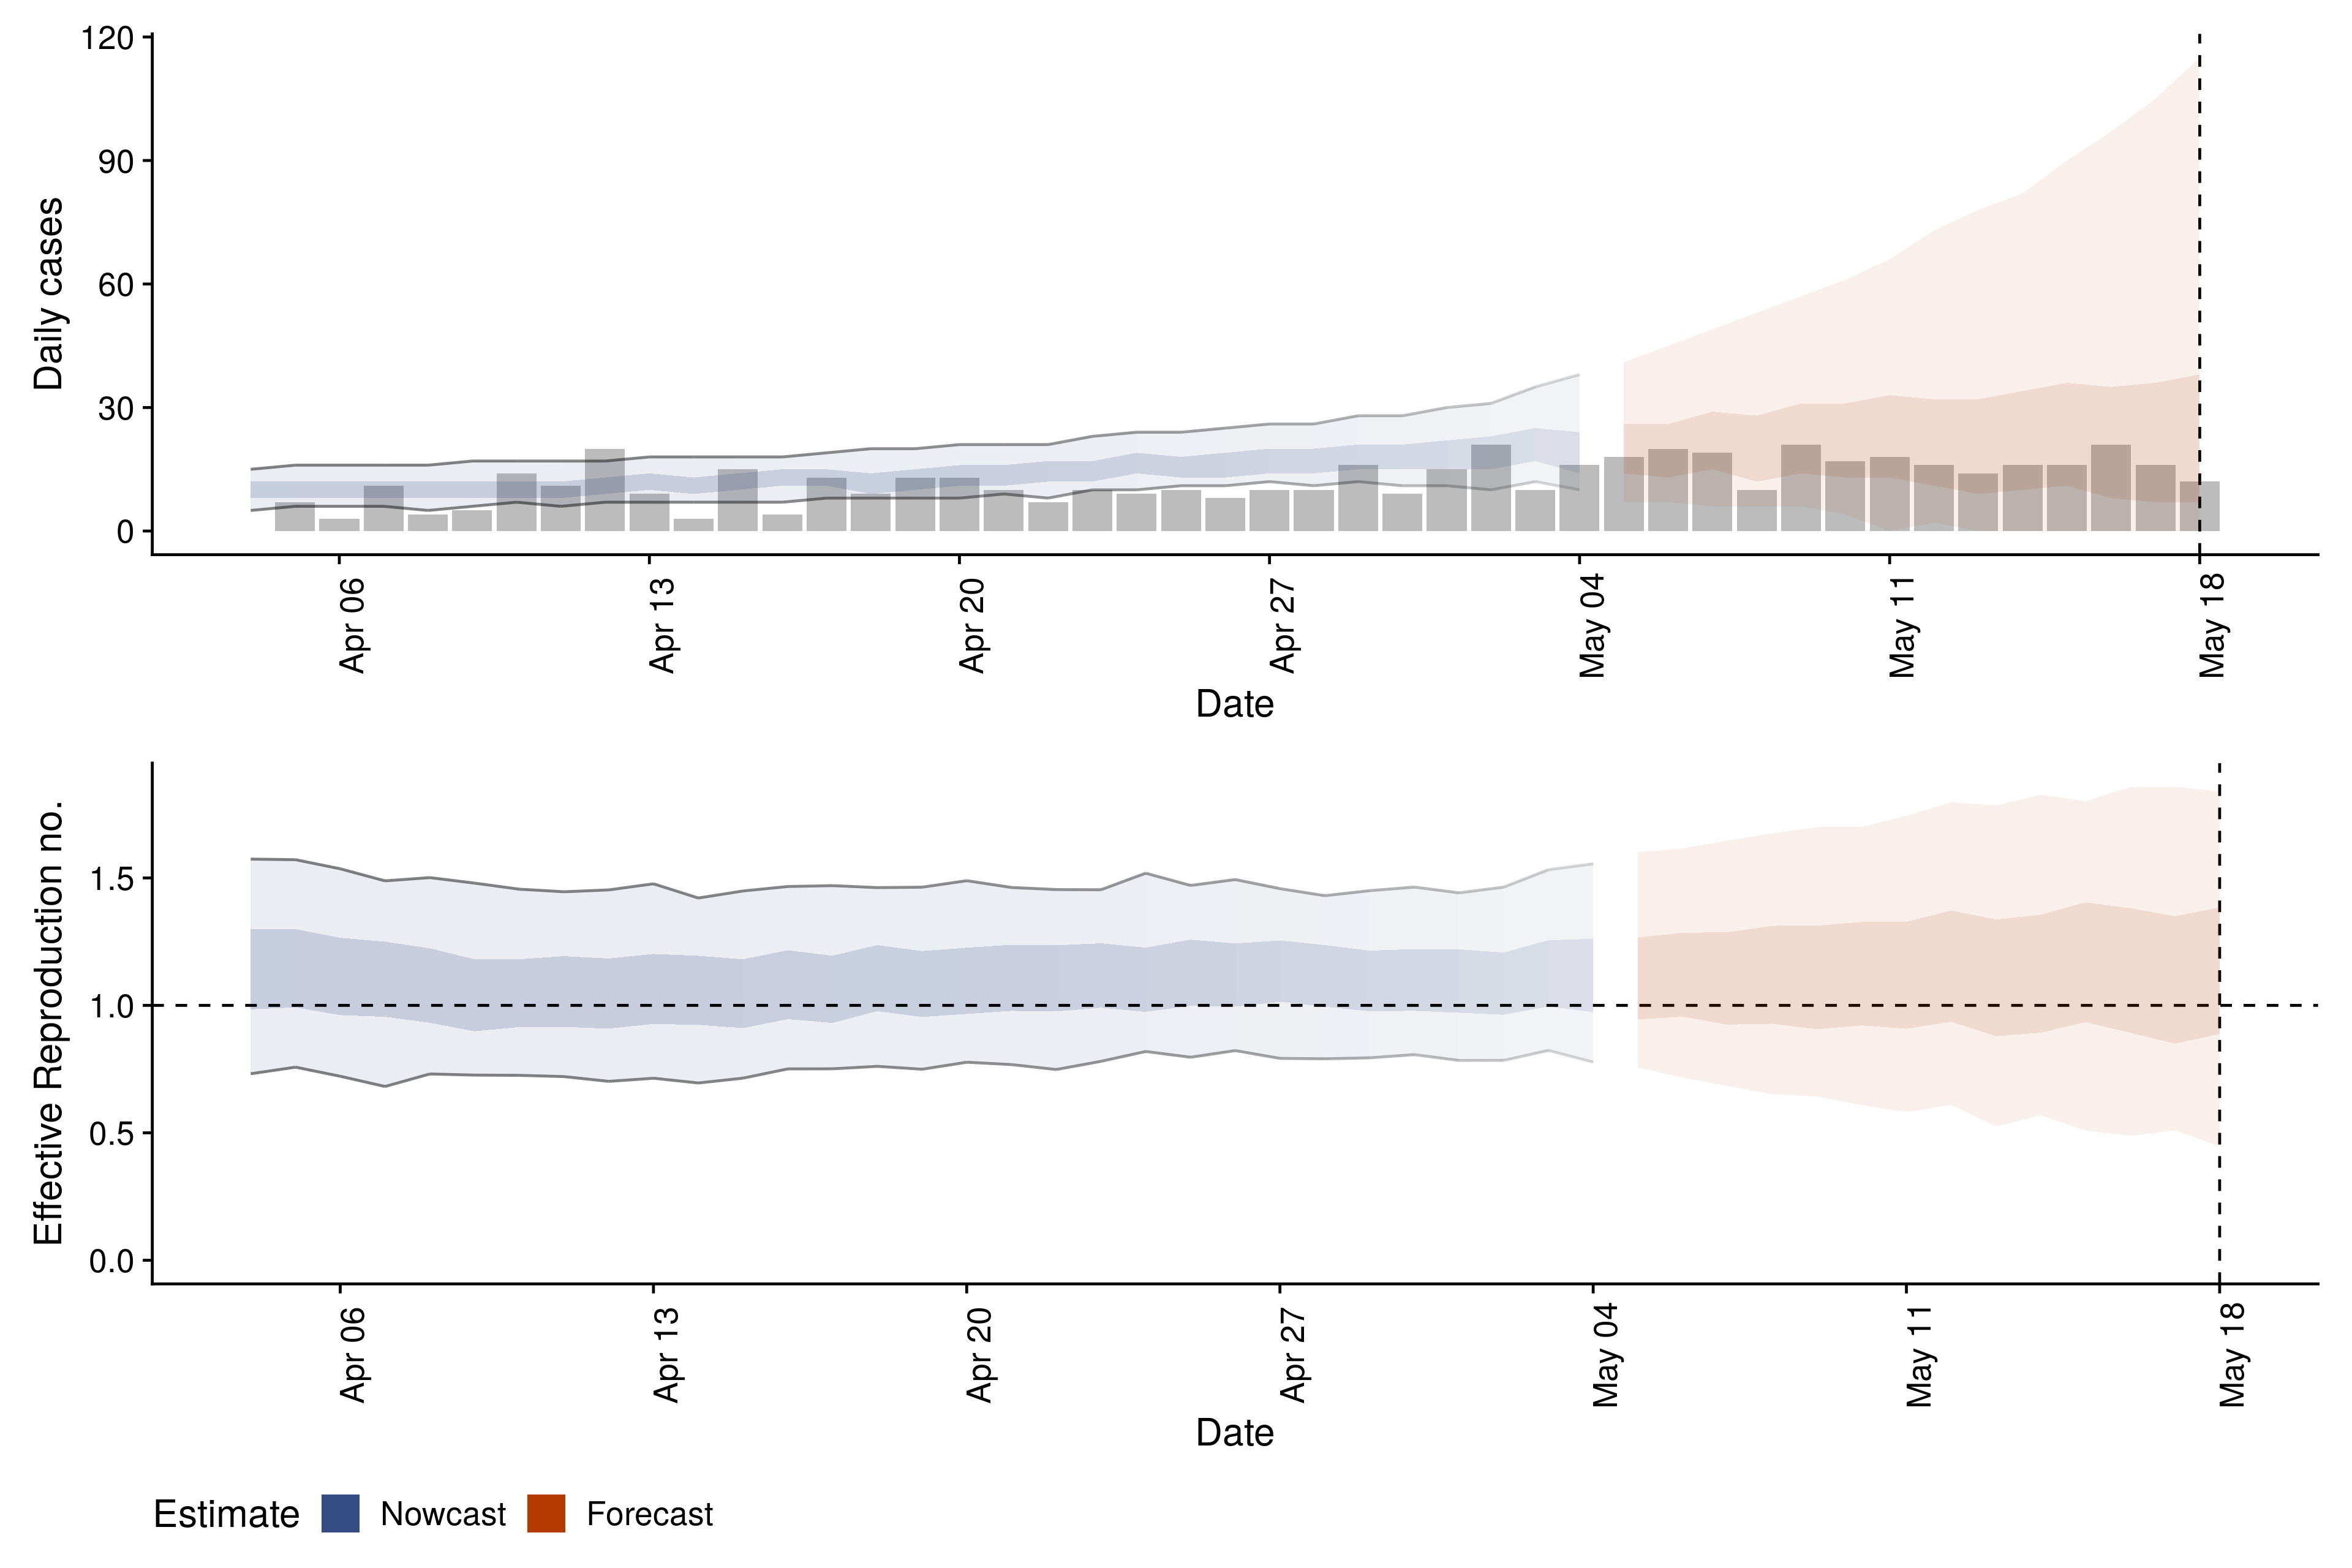 120
90
60
30
0
Daily cases
Apr 06
Apr 13
Apr 20
Apr 27
May 04
May 11
May 18
Date
1.5
1.0
0.5
0.0
Effective Reproduction no.
Apr 06
Apr 13
Apr 20
Apr 27
May 04
May 11
May 18
Date
Estimate Nowcast Forecast